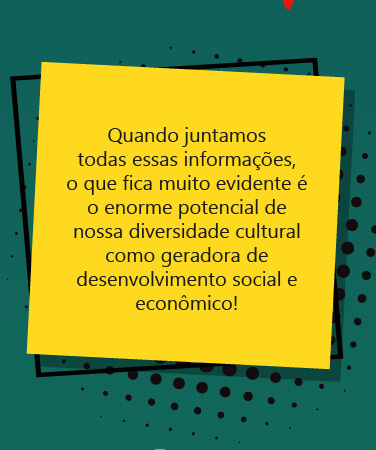 Quando juntamos
todas essas informações,
o que fica muito evidente é
o enorme potencial de
nossa diversidade cultural
como geradora de
desenvolvimento social e
econômico!